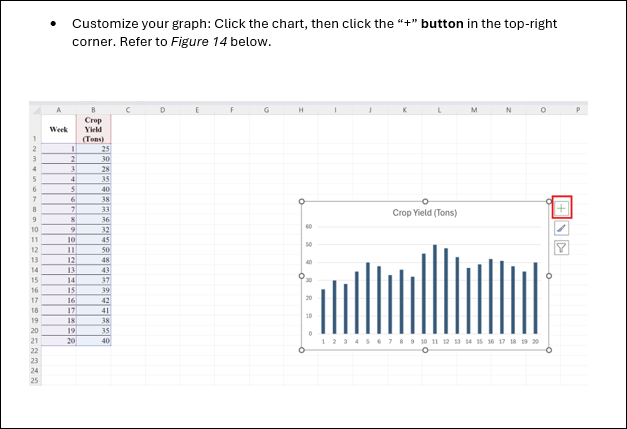 • Customize your graph: Click the chart, then click the “+” button in the top-right
corner. Refer to Figure 14 below.
A B C D E F G H I J K L M N O P
1 Week Crop Yield (Tons)
2 1 25
3 2 30
4 3 28
5 4 35
6 5 40
7 6 38
8 7 33
9 8 36
10 9 32
11 10 45
12 11 50
13 12 48
14 13 43
15 14 37
16 15 39
17 16 42
18 17 41
19 18 38
20 19 35
21 20 40
22
23
24
25
Crop Yield (Tons)
60
50
40
30
20
10
0
1 2 3 4 5 6 7 8 9 10 11 12 13 14 15 16 17 18 19 20